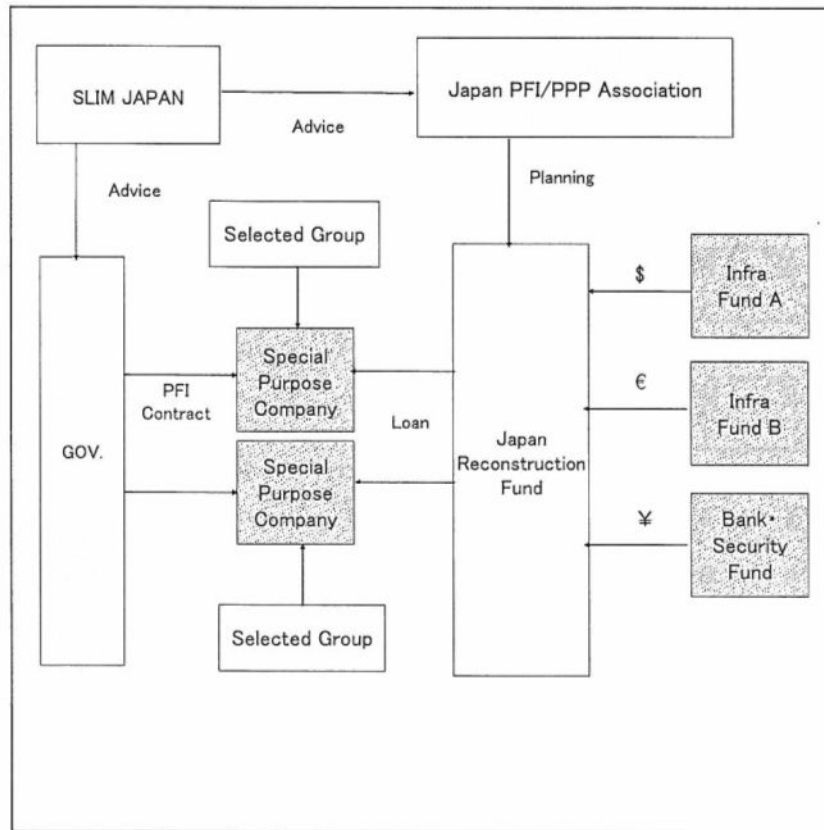 SLIM JAPAN
Japan PFI/PPP Association
Advice
Advice
Planning
Selected Group
$
Infra
Fund A
Special
Purpose
Company
PFI
Contract
€
Infra
Fund B
Loan
GOV.
Japan
Reconstruction
Fund
Special
Purpose
Company
¥
Bank・
Security
Fund
Selected Group